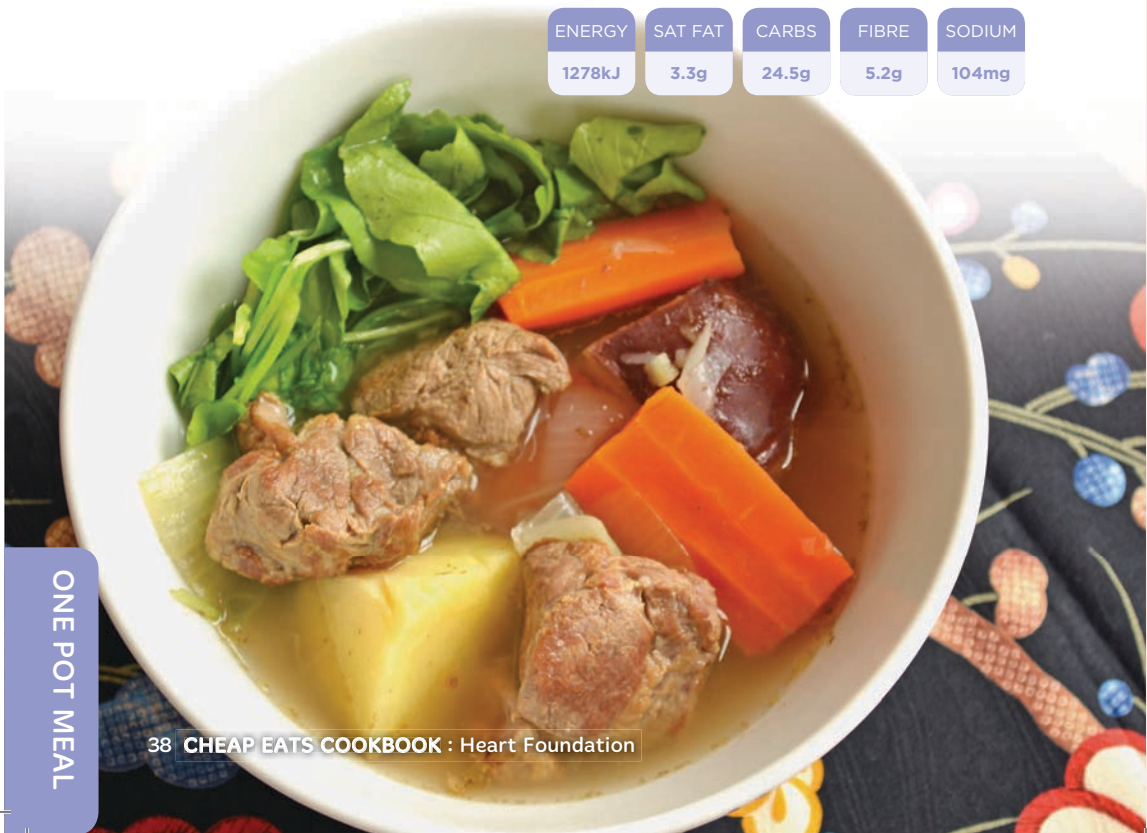 ENERGY SAT FAT CARBS FIBRE SODIUM
1278kJ 3.3g 24.5g 5.2g 104mg
ONE POT MEAL
38 CHEAP EATS COOKBOOK : Heart Foundation